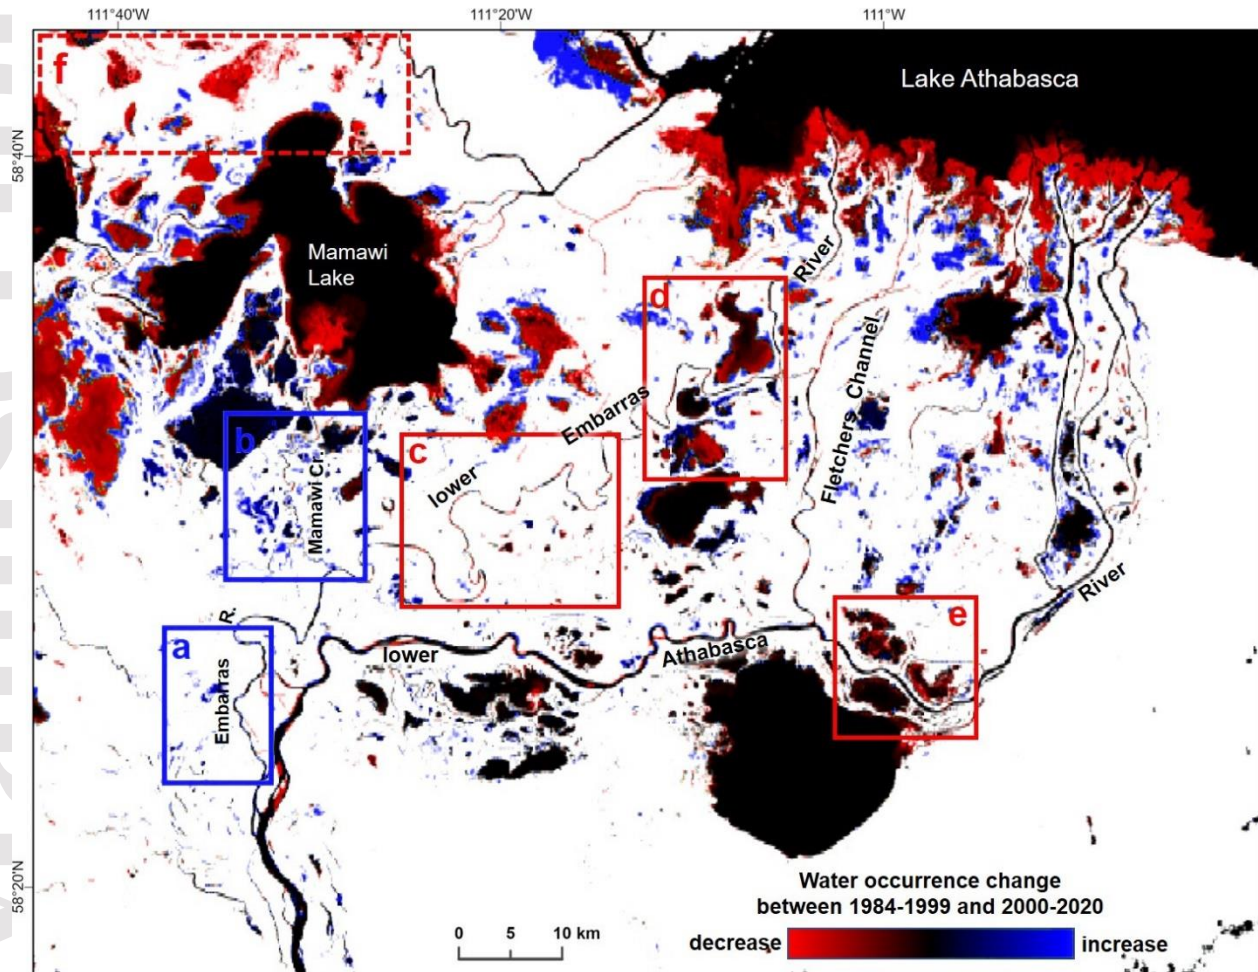 111°40'W
111°20'W
111°W
f
Lake Athabasca
58°40'N
Mamawi
Lake
River
d
Fletchers Channel
Embarras
b
c
Mamawi Cr.
lower
River
e
R.
a
lower
Athabasca
Embarras
58°20'N
Water occurrence change
between 1984-1999 and 2000-2020
0 5 10 km
decrease increase